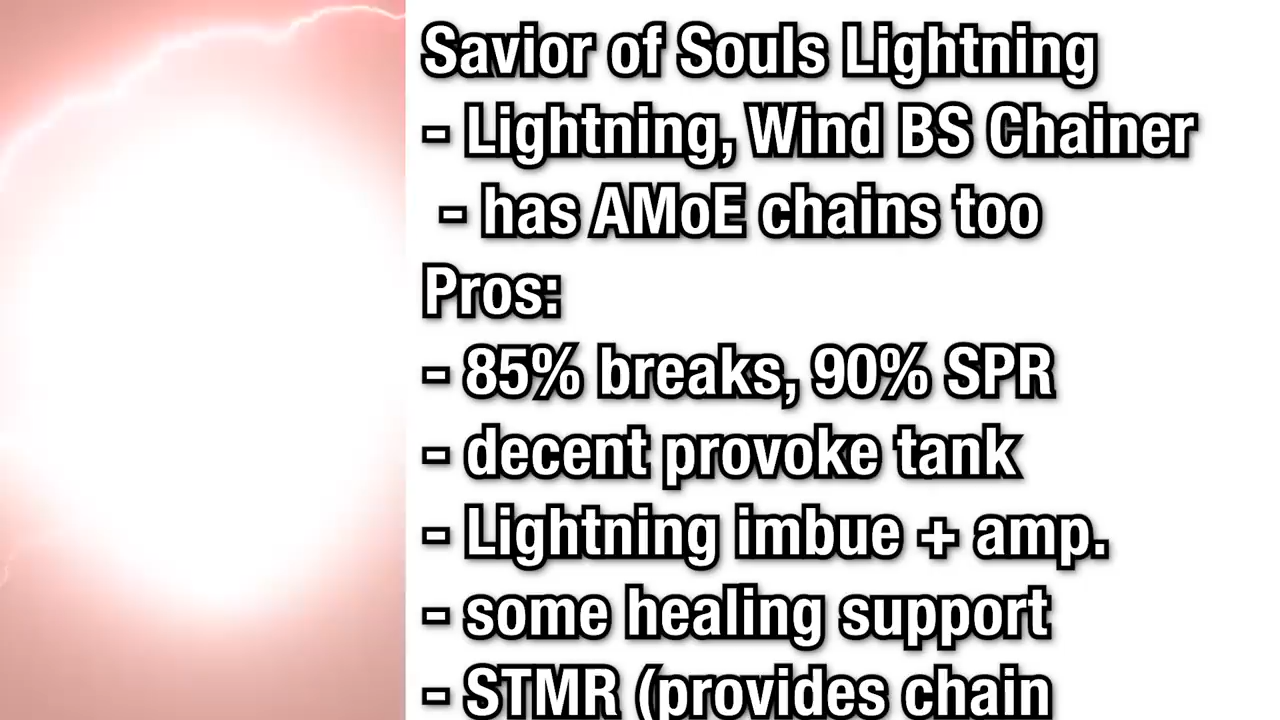 Savior of Souls Lightning
- Lightning, Wind BS Chainer
- has AMoE chains too
Pros:
- 85% breaks, 90% SPR
- decent provoke tank
- Lightning imbue + amp.
- some healing support
- STMR (provides chain